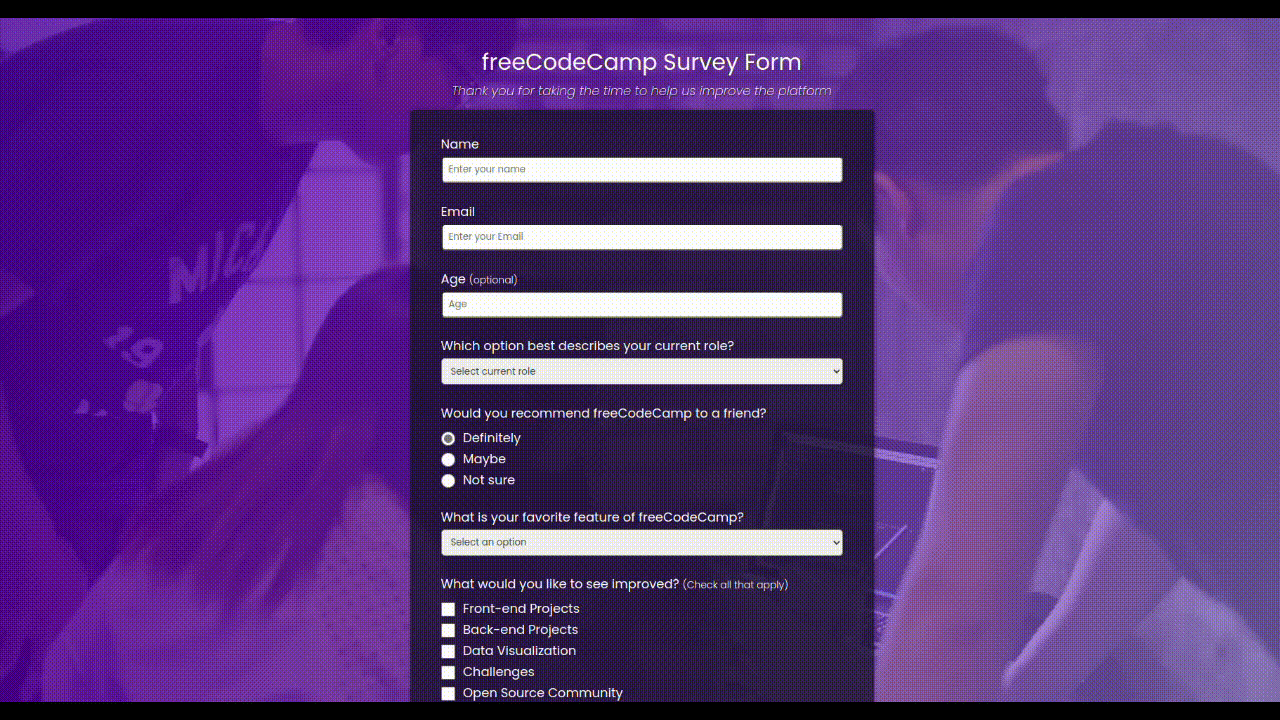 freeCodeCamp Survey Form
Thank you for taking the time to help us improve the platform
Name
Enter your name
Email
Enter your Email
Age (optional)
Age
Which option best describes your current role?
Select current role
Would you recommend freeCodeCamp to a friend?
Definitely
Maybe
Not sure
What is your favorite feature of freeCodeCamp?
Select an option
What would you like to see improved? (Check all that apply)
Front-end Projects
Back-end Projects
Data Visualization
Challenges
Open Source Community